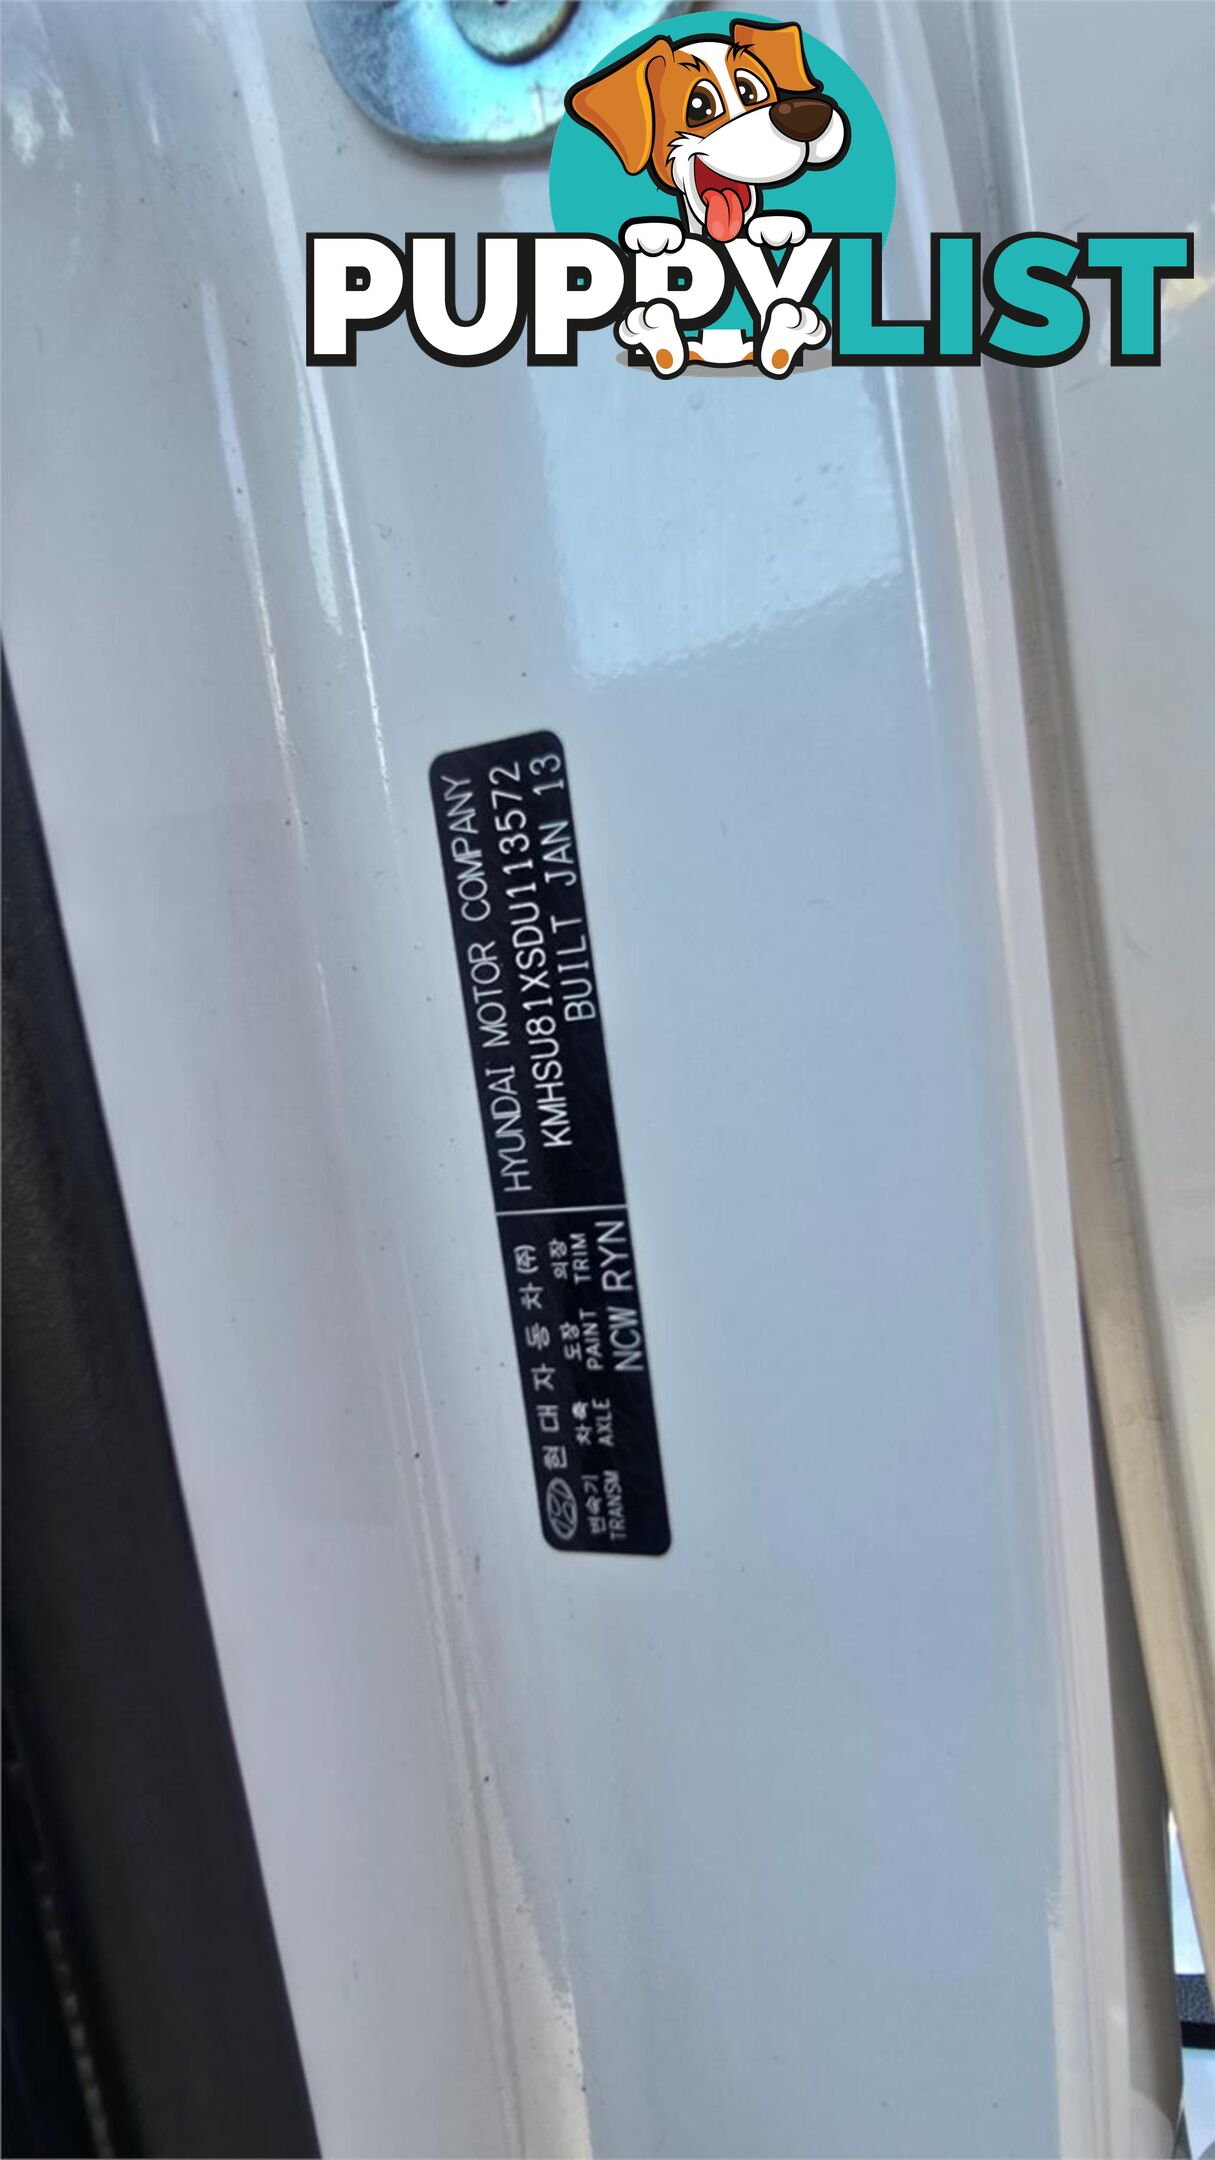 PUPPYLIST
현대자동차(주)
변속기 차축 도장 의장
TRANSM AXLE PAINT TRIM
NCW RYN
HYUNDAI MOTOR COMPANY
KMHSU81XSDU113572
BUILT JAN 13